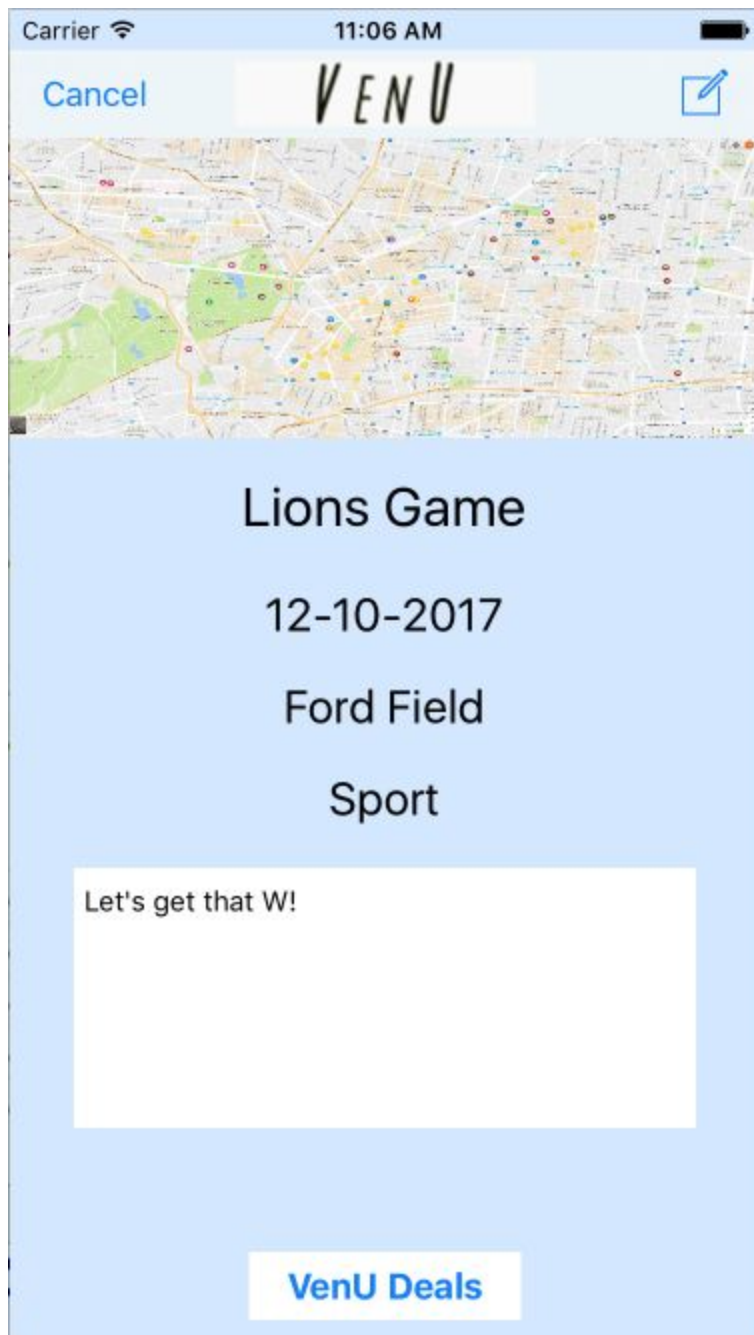 Carrier 11:06 AM
Cancel VENU
Lions Game
12-10-2017
Ford Field
Sport
Let's get that W!
VenU Deals